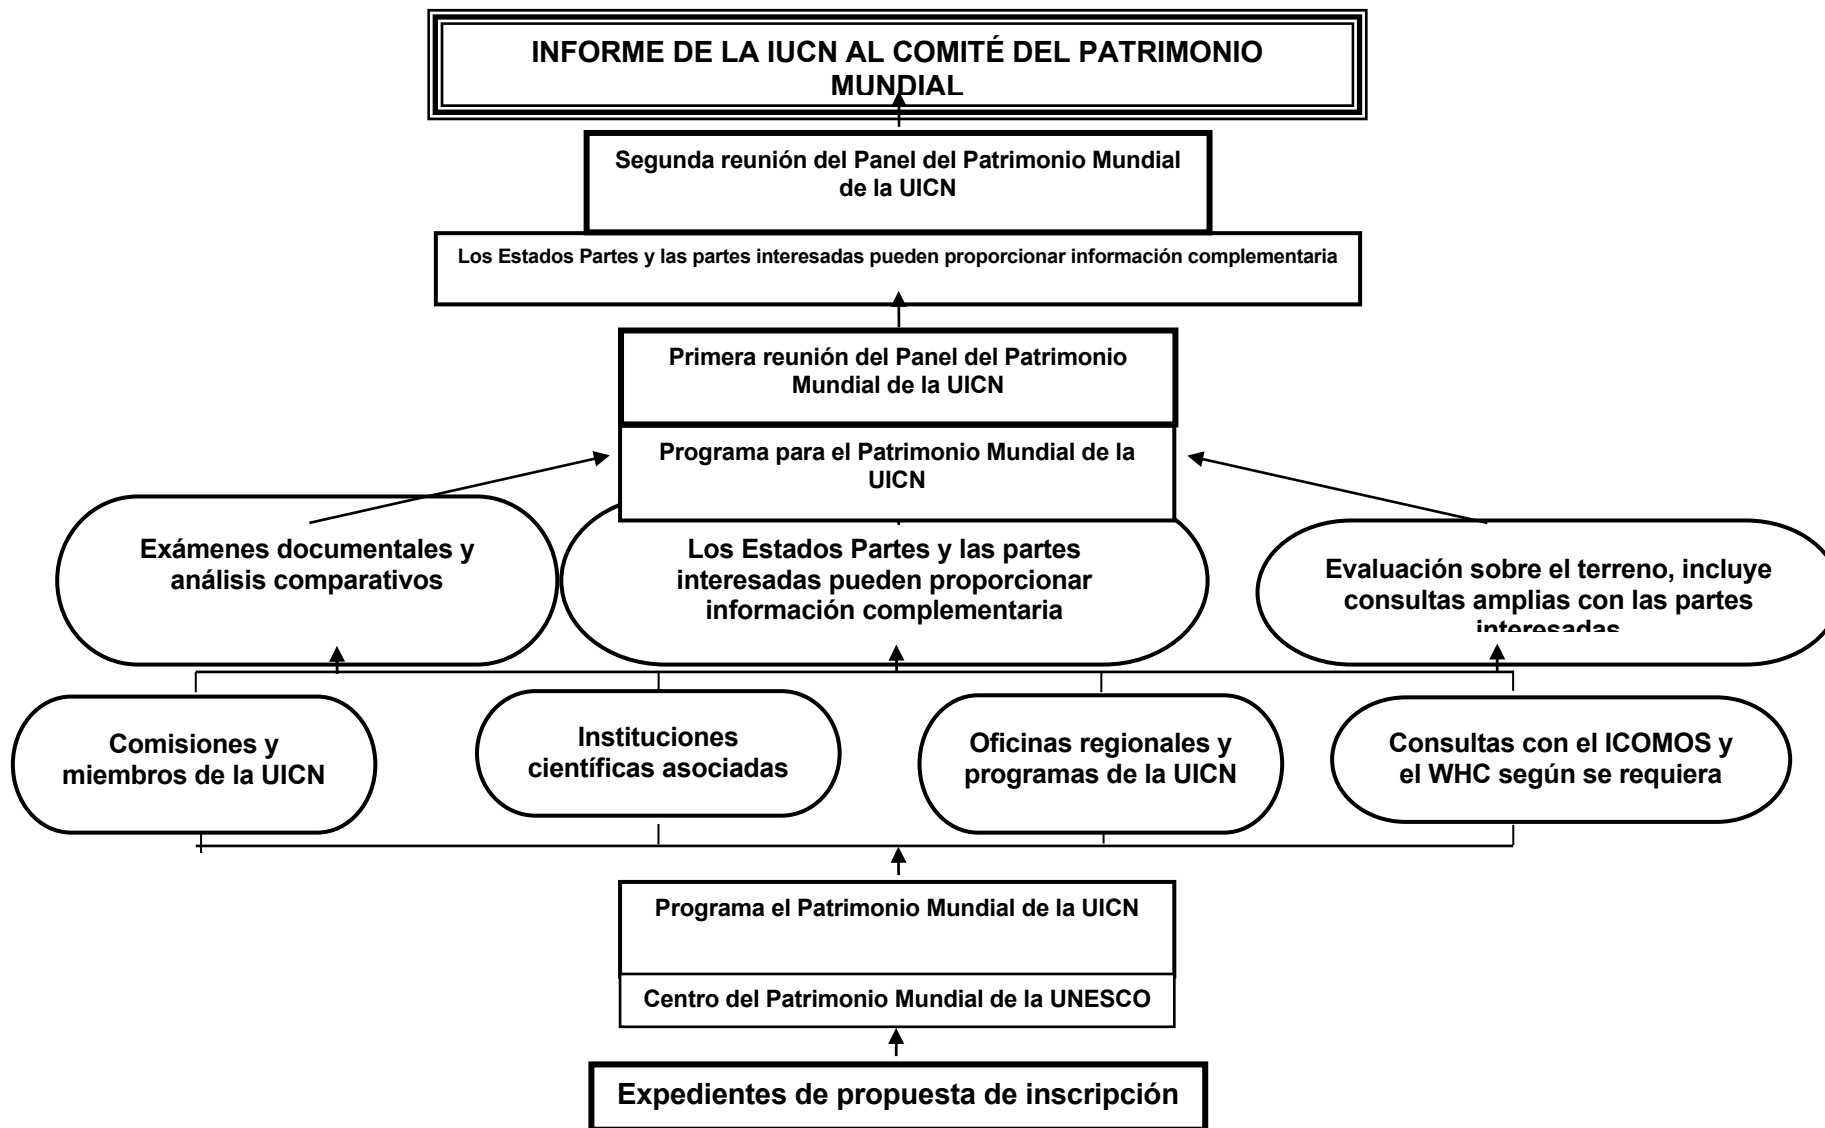 INFORME DE LA IUCN AL COMITÉ DEL PATRIMONIO
MUNDIAL
Segunda reunión del Panel del Patrimonio Mundial
de la UICN
Los Estados Partes y las partes interesadas pueden proporcionar información complementaria
Primera reunión del Panel del Patrimonio
Mundial de la UICN
Programa para el Patrimonio Mundial de la
UICN
Exámenes documentales y
análisis comparativos
Los Estados Partes y las partes
interesadas pueden proporcionar
información complementaria
Evaluación sobre el terreno, incluye
consultas amplias con las partes
interesadas
Comisiones y
miembros de la UICN
Instituciones
científicas asociadas
Oficinas regionales y
programas de la UICN
Consultas con el ICOMOS y
el WHC según se requiera
Programa el Patrimonio Mundial de la UICN
Centro del Patrimonio Mundial de la UNESCO
Expedientes de propuesta de inscripción